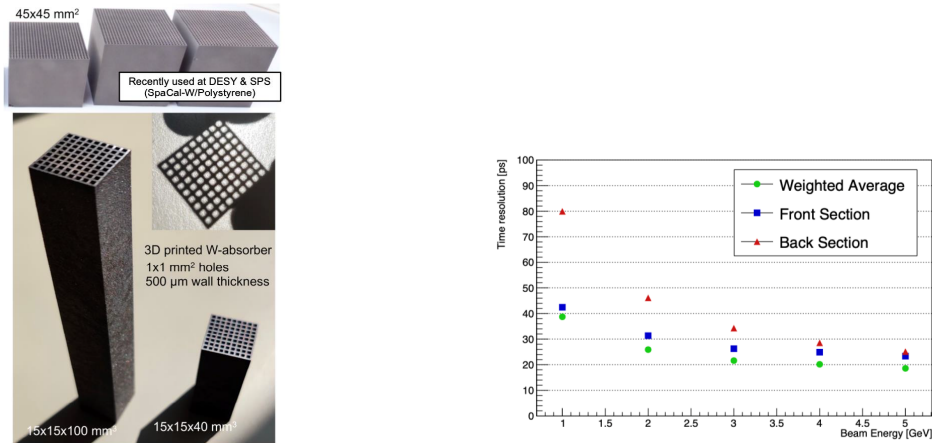 45x45 mm²
Recently used at DESY & SPS
(SpaCal-W/Polystyrene)
3D printed W-absorber
1x1 mm² holes
500 µm wall thickness
15x15x100 mm³
15x15x40 mm³
Time resolution [ps]
100
90
80
70
60
50
40
30
20
10
0
Weighted Average
Front Section
Back Section
1
1.5
2
2.5
3
3.5
4
4.5
5
Beam Energy [GeV]